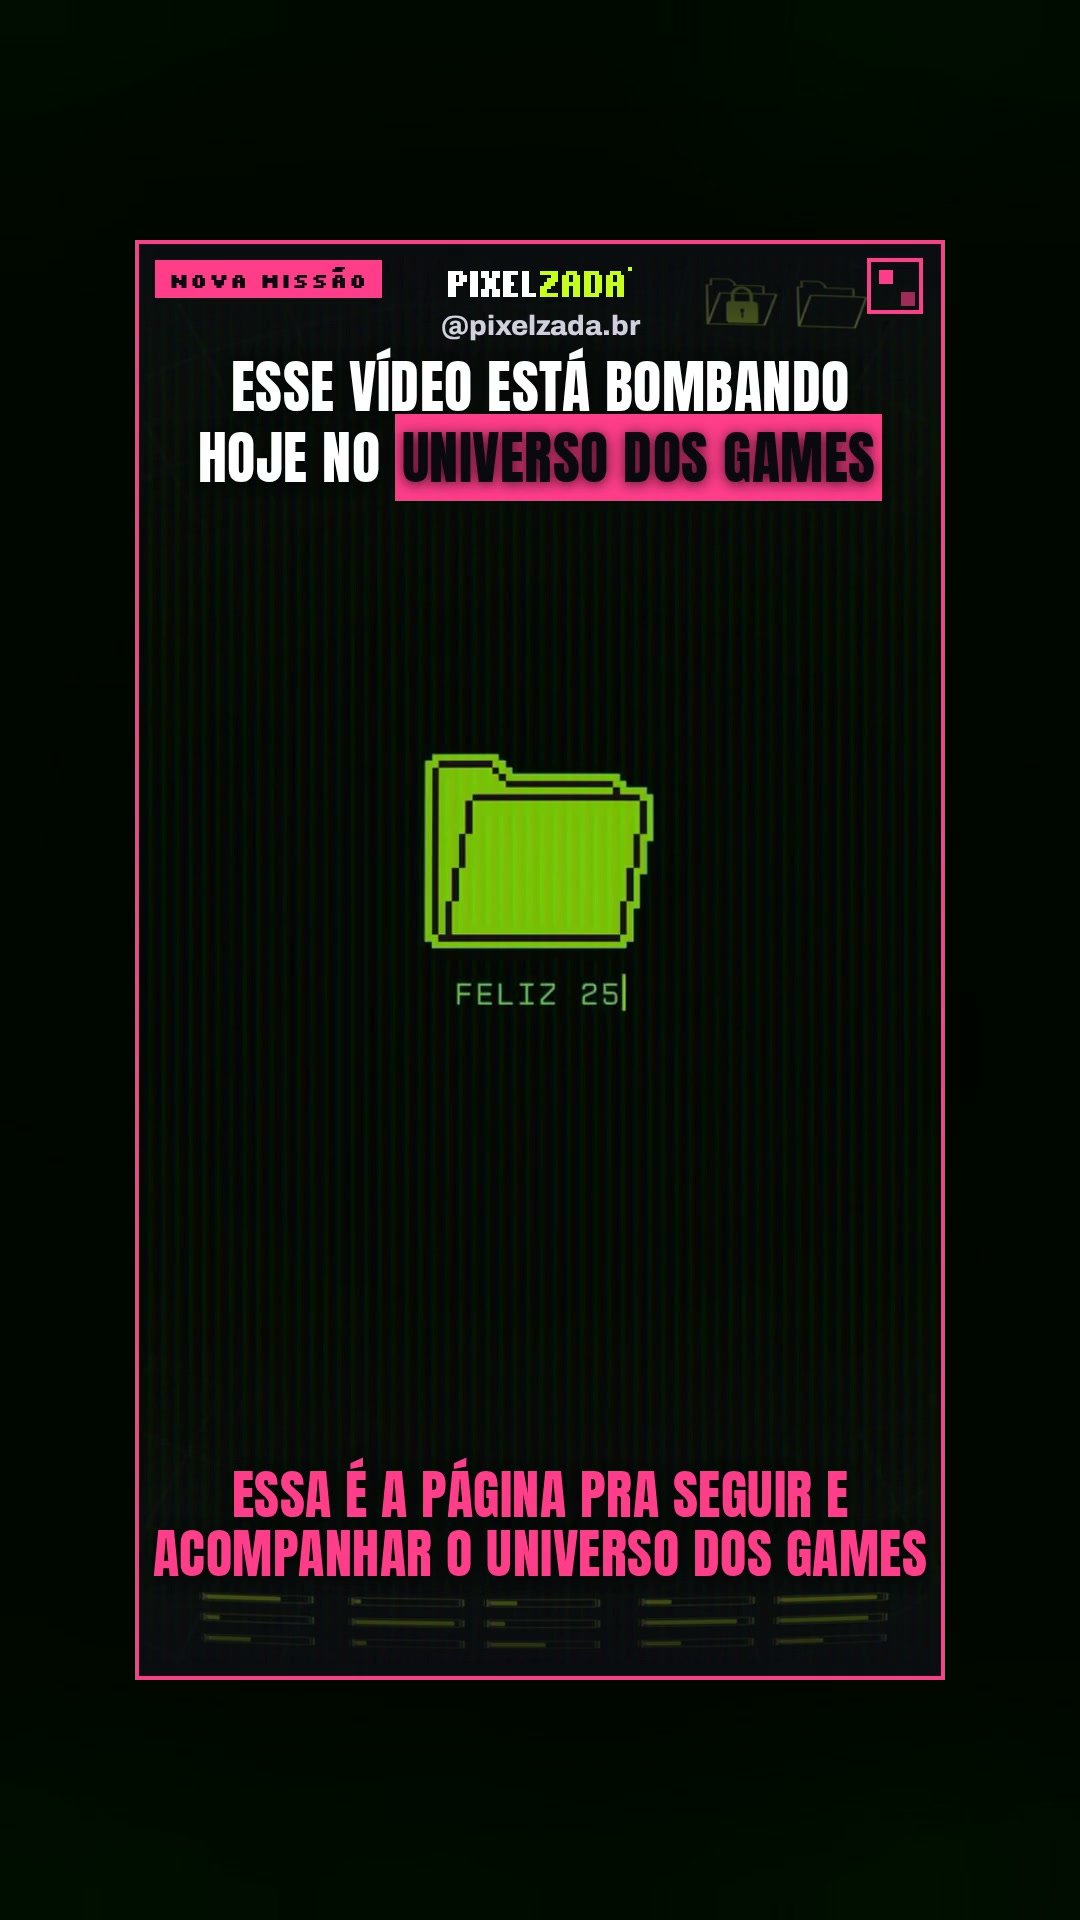 NOVA MISSÃO
PIXELZADA
@pixelzada.br
ESSE VÍDEO ESTÁ BOMBANDO
HOJE NO UNIVERSO DOS GAMES
FELIZ 25
ESSA É A PÁGINA PRA SEGUIR E
ACOMPANHAR O UNIVERSO DOS GAMES